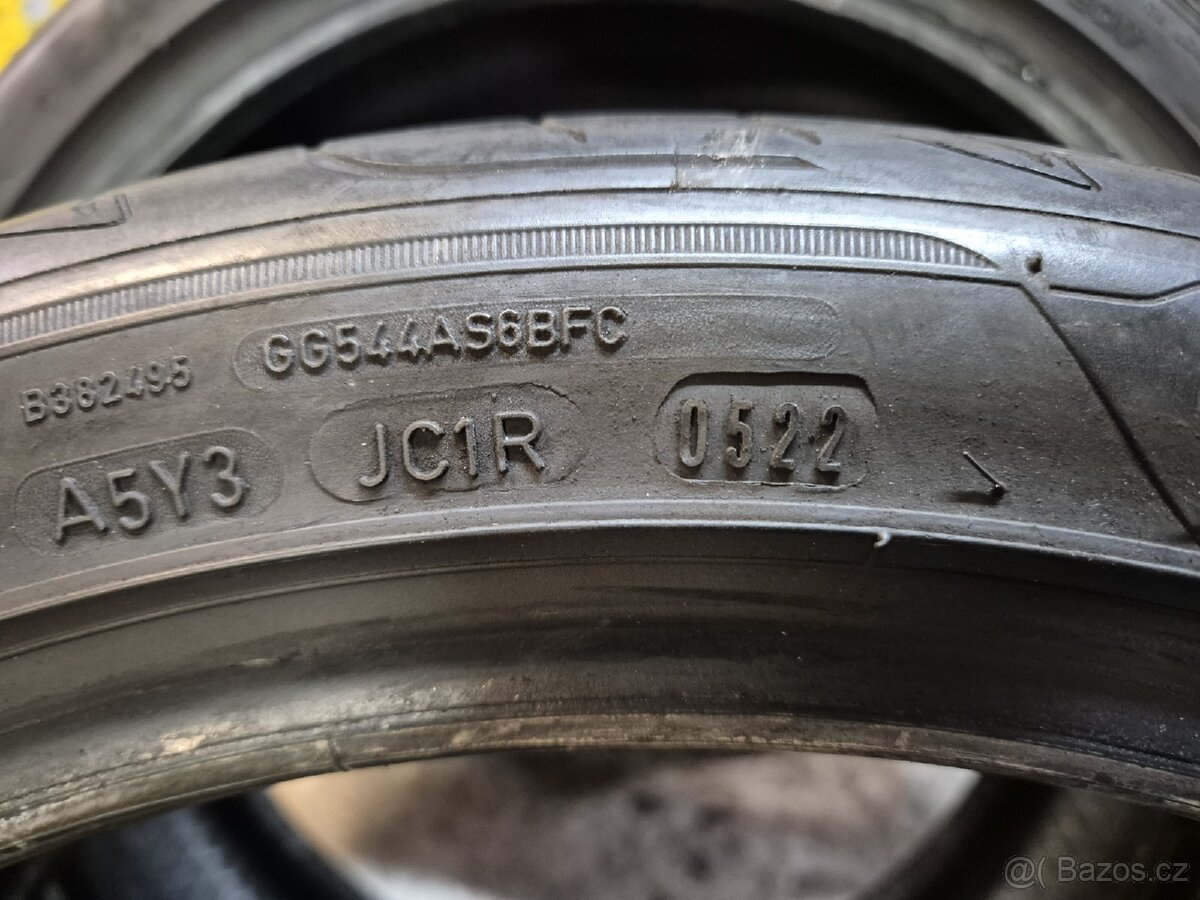 GG544AS6BFC
B382495
A5Y3 JC1R 0522
@( Bazos.cz